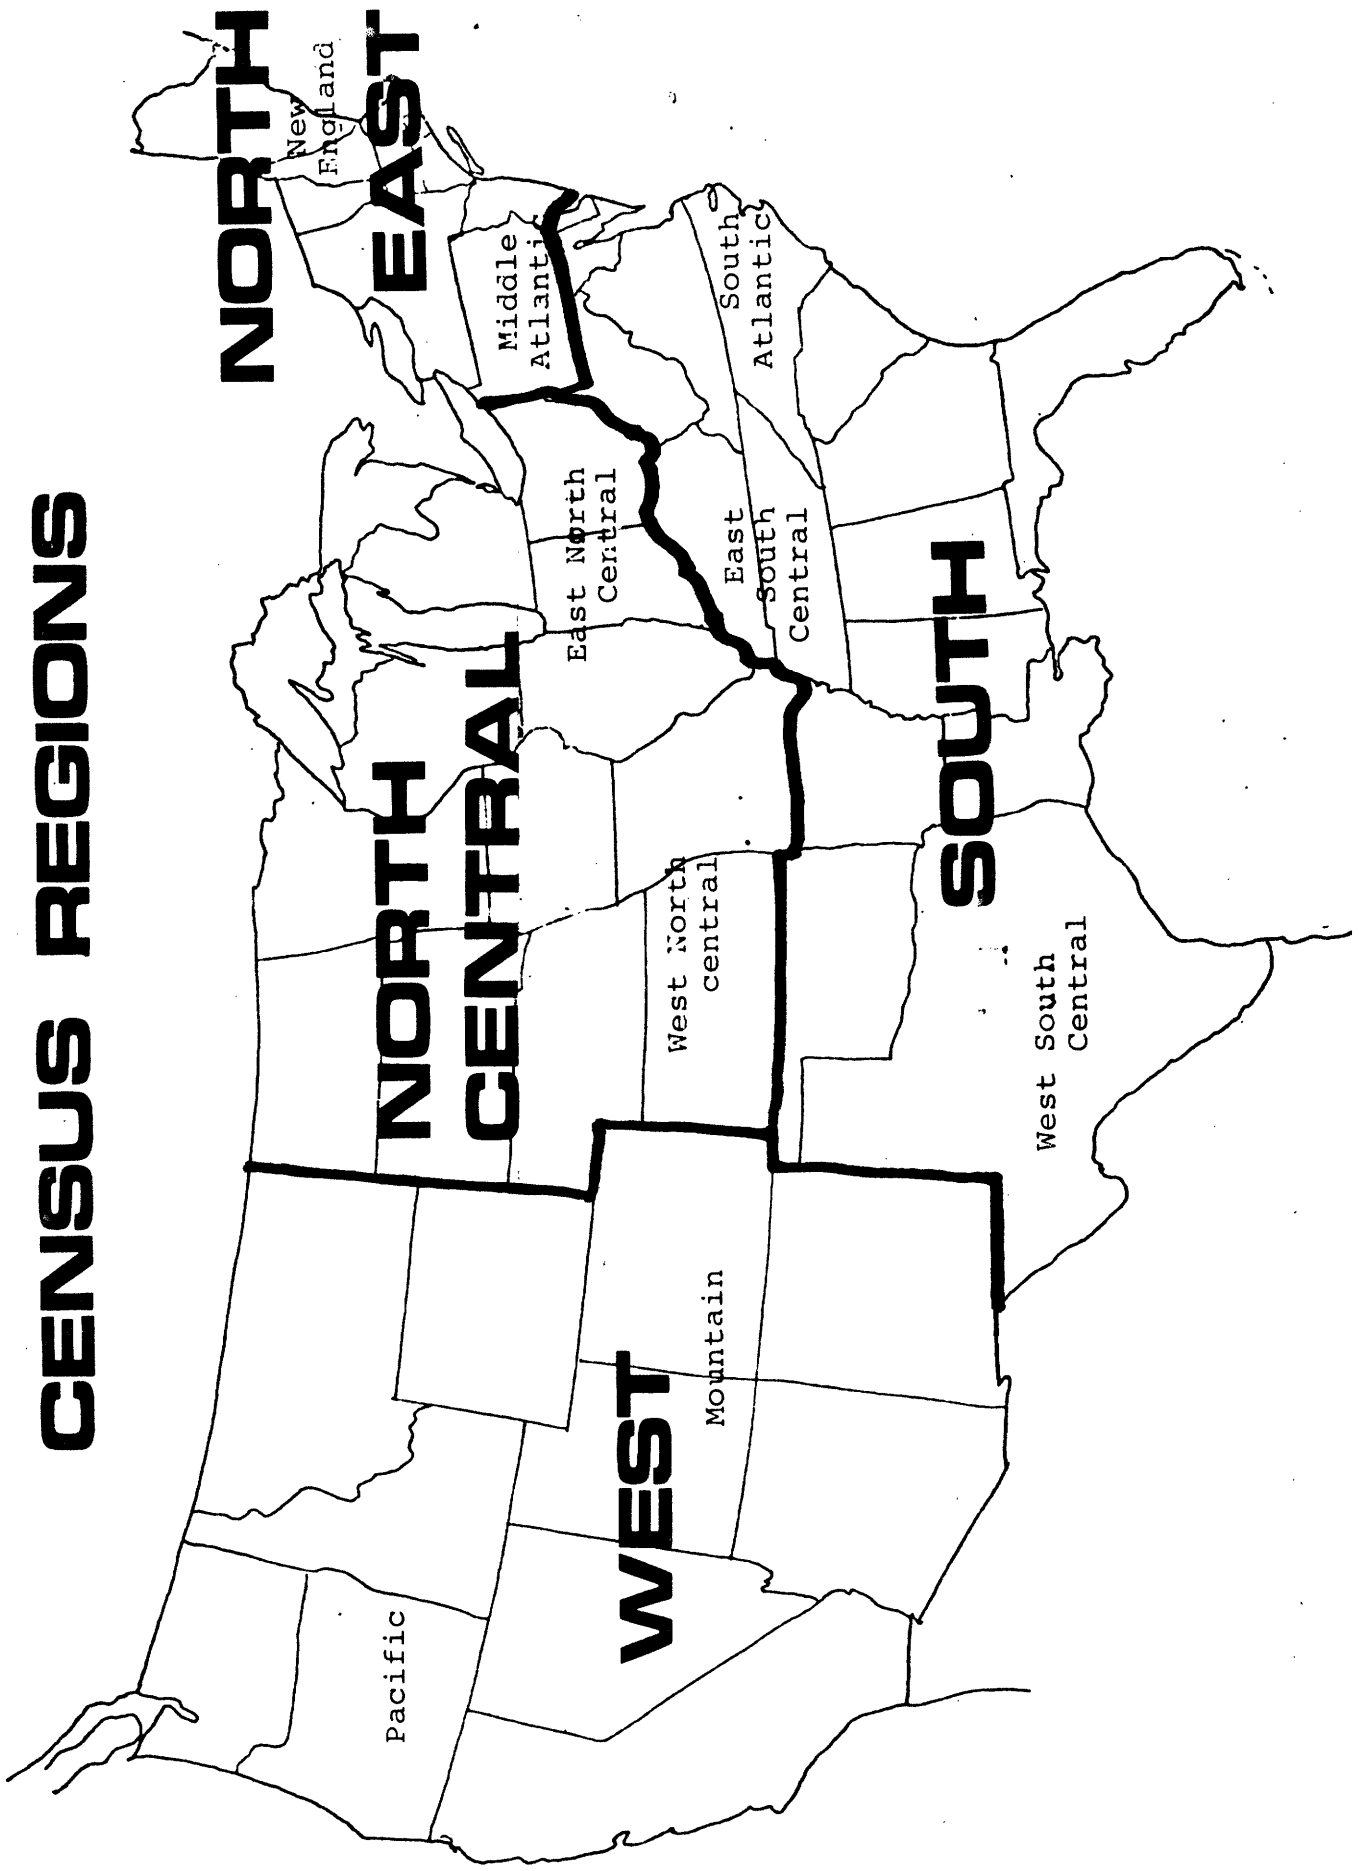 CENSUS REGIONS
NORTH
EAST
New
England
Middle
Atlanti
NORTH
CENTRAL
East North
Central
West North
central
WEST
Pacific
Mountain
SOUTH
South
Atlantic
East
South
Central
West South
Central